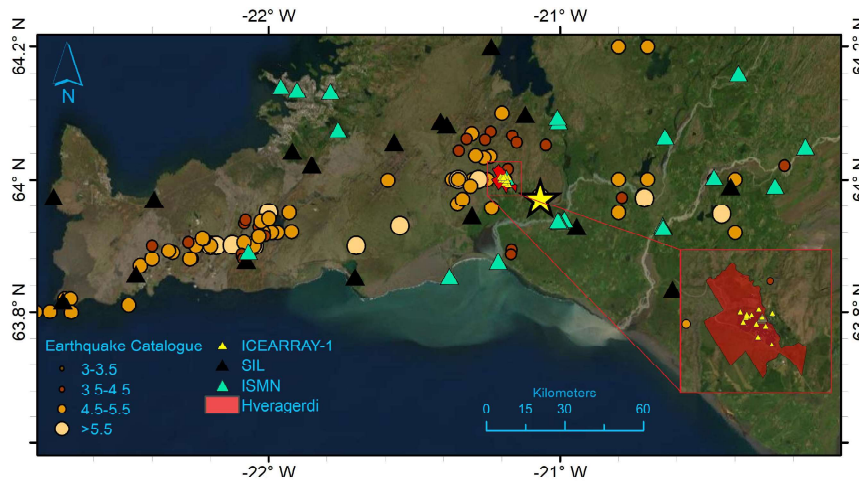 -22° W
-21° W
64.2° N
64.2° N
N
64° N
64° N
63.8° N
63.8° N
Earthquake Catalogue
3-3.5
3.5-4.5
4.5-5.5
>5.5
ICEARRAY-1
SIL
ISMN
Hveragerdi
Kilometers
0 15 30 45 60
-22° W
-21° W